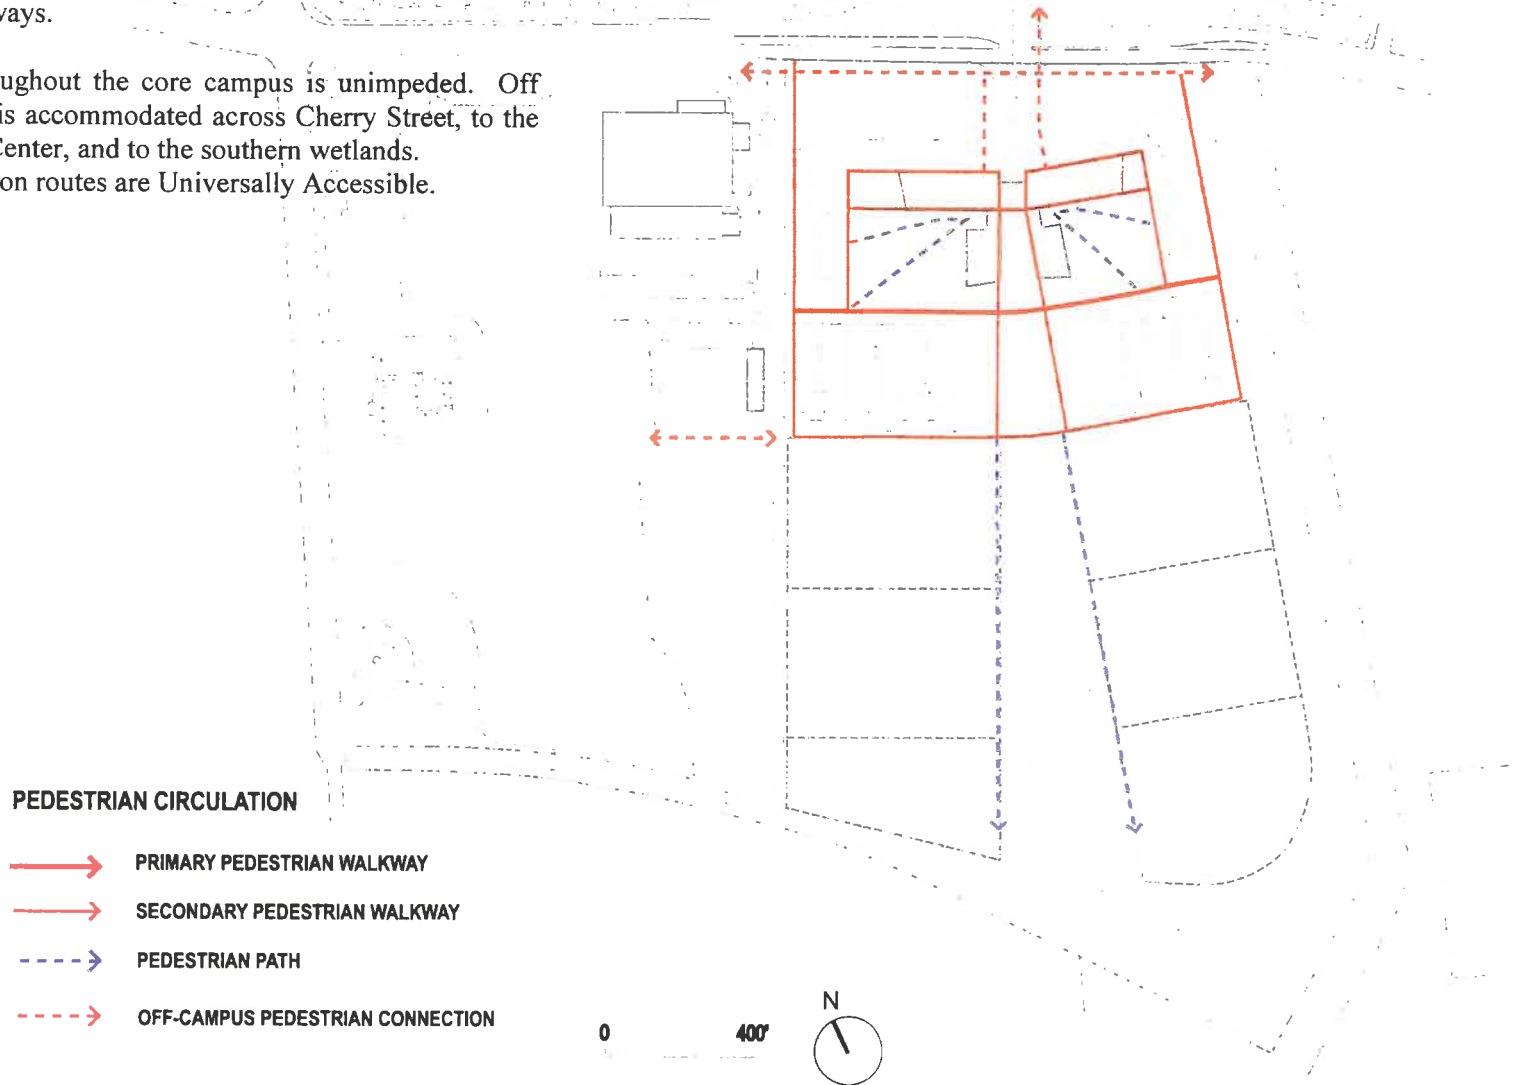 ways.
ughout the core campus is unimpeded. Off
is accommodated across Cherry Street, to the
Center, and to the southern wetlands.
on routes are Universally Accessible.
PEDESTRIAN CIRCULATION
PRIMARY PEDESTRIAN WALKWAY
SECONDARY PEDESTRIAN WALKWAY
PEDESTRIAN PATH
OFF-CAMPUS PEDESTRIAN CONNECTION
0 400'
N